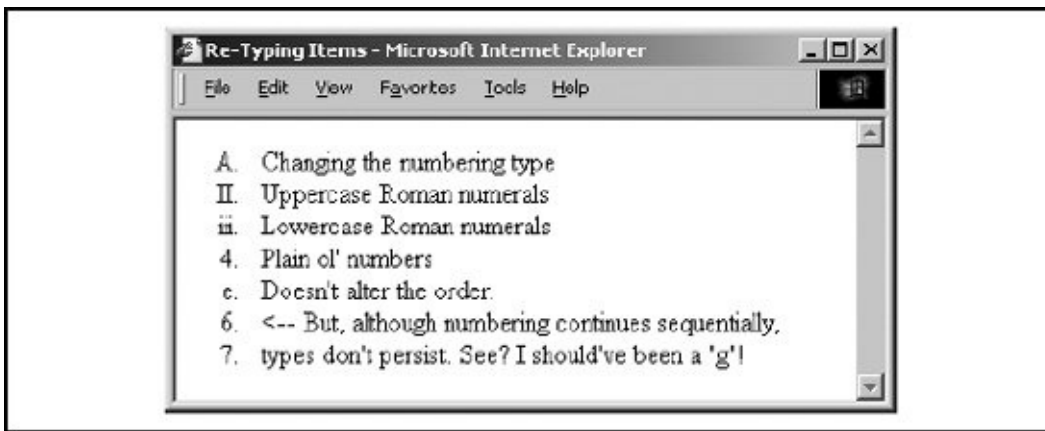 Re-Typing Items - Microsoft Internet Explorer
File Edit View Favorites Tools Help
A. Changing the numbering type
II. Uppercase Roman numerals
iii. Lowercase Roman numerals
4. Plain ol' numbers
e. Doesn't alter the order.
6. <-- But, although numbering continues sequentially,
7. types don't persist. See? I should've been a 'g'!